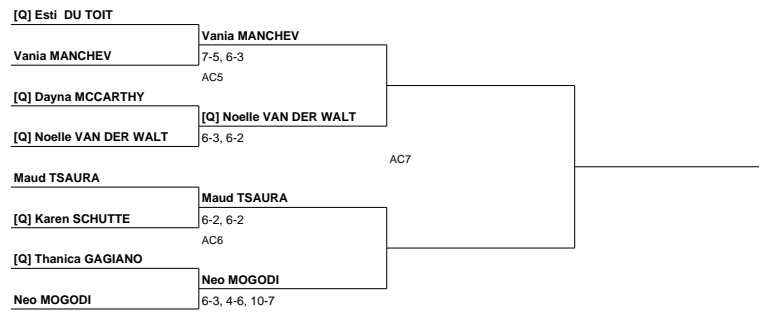 [Q] Esti DU TOIT
Vania MANCHEV
Vania MANCHEV
7-5, 6-3
AC5
[Q] Dayna MCCARTHY
[Q] Noelle VAN DER WALT
[Q] Noelle VAN DER WALT
6-3, 6-2
AC7
Maud TSAURA
Maud TSAURA
[Q] Karen SCHUTTE
6-2, 6-2
AC6
[Q] Thanica GAGIANO
Neo MOGODI
Neo MOGODI
6-3, 4-6, 10-7